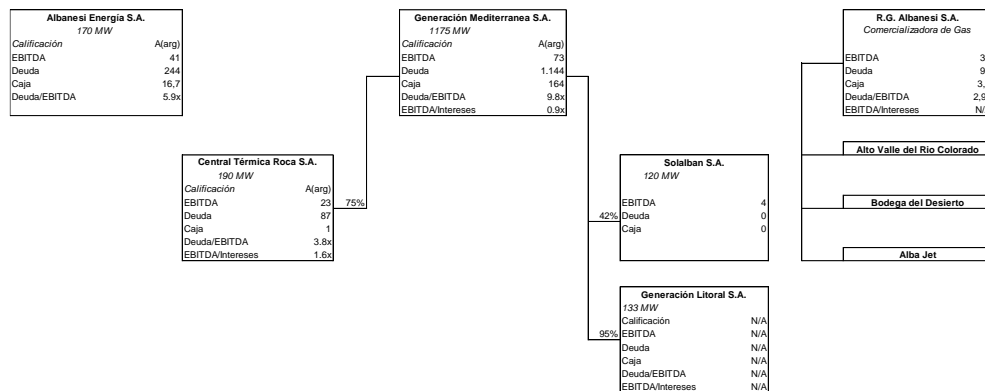 Albanesi Energía S.A.
170 MW
Calificación A(arg)
EBITDA 41
Deuda 244
Caja 16,7
Deuda/EBITDA 5.9x
Generación Mediterranea S.A.
1175 MW
Calificación A(arg)
EBITDA 73
Deuda 1.144
Caja 164
Deuda/EBITDA 9.8x
EBITDA/Intereses 0.9x
R.G. Albanesi S.A.
Comercializadora de Gas
EBITDA 3
Deuda 9
Caja 3,
Deuda/EBITDA 2,9
EBITDA/Intereses N/
Central Térmica Roca S.A.
190 MW
Calificación A(arg)
EBITDA 23
Deuda 87
Caja 1
Deuda/EBITDA 3.8x
EBITDA/Intereses 1.6x
75%
Solalban S.A.
120 MW
EBITDA 4
42% Deuda 0
Caja 0
Alto Valle del Rio Colorado
Bodega del Desierto
Alba Jet
Generación Litoral S.A.
133 MW
Calificación N/A
95% EBITDA N/A
Deuda N/A
Caja N/A
Deuda/EBITDA N/A
EBITDA/Intereses N/A